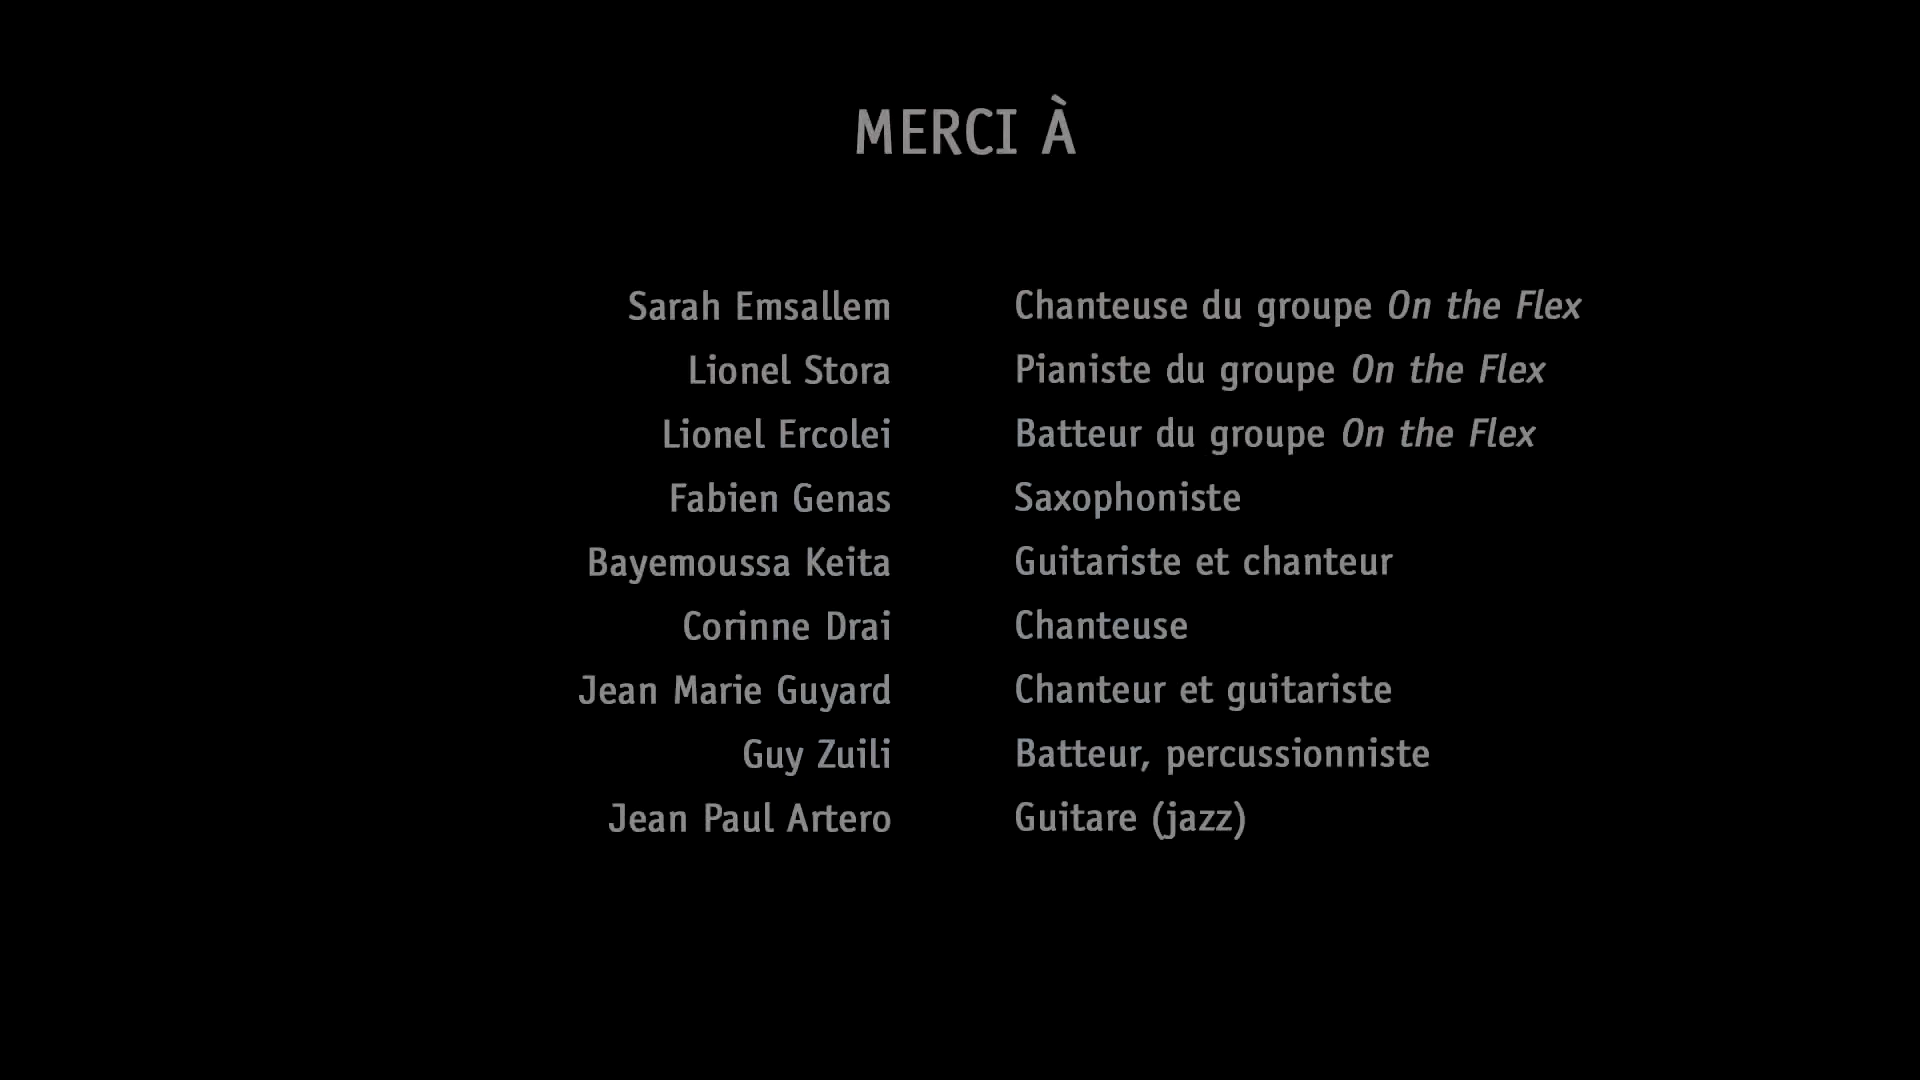 MERCI À
Sarah Emsallem Chanteuse du groupe On the Flex
Lionel Stora Pianiste du groupe On the Flex
Lionel Ercolei Batteur du groupe On the Flex
Fabien Genas Saxophoniste
Bayemoussa Keita Guitariste et chanteur
Corinne Drai Chanteuse
Jean Marie Guyard Chanteur et guitariste
Guy Zuili Batteur, percussionniste
Jean Paul Artero Guitare (jazz)